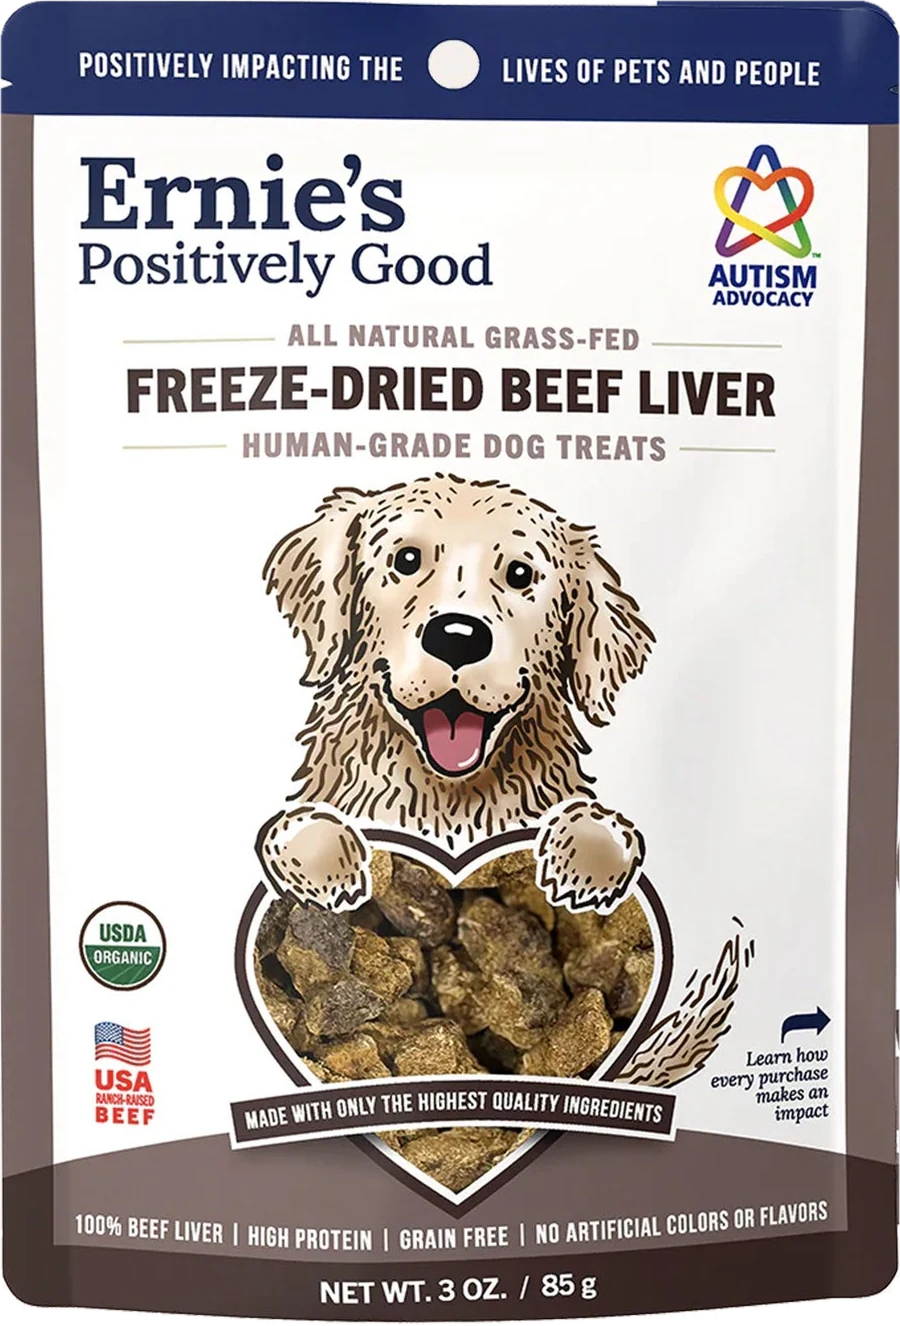 POSITIVELY IMPACTING THE LIVES OF PETS AND PEOPLE
Ernie's
Positively Good
AUTISM
ADVOCACY
™
ALL NATURAL GRASS-FED
FREEZE-DRIED BEEF LIVER
HUMAN-GRADE DOG TREATS
USDA
ORGANIC
USA
RANCH-RAISED
BEEF
Learn how
every purchase
makes an
impact
MADE WITH ONLY THE HIGHEST QUALITY INGREDIENTS
100% BEEF LIVER | HIGH PROTEIN | GRAIN FREE | NO ARTIFICIAL COLORS OR FLAVORS
NET WT. 3 OZ. / 85 g